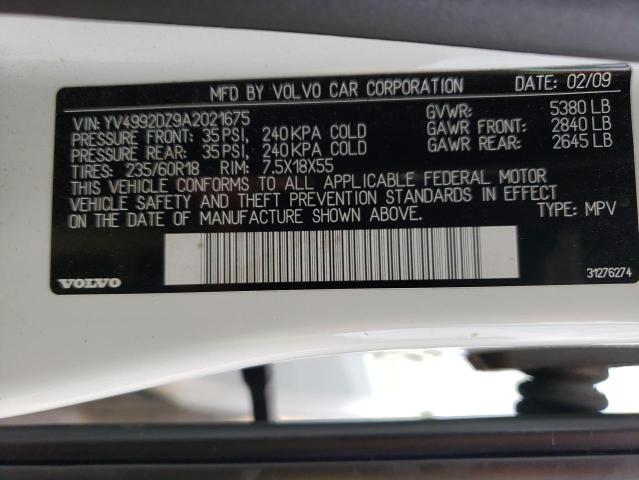 MFD BY VOLVO CAR CORPORATION DATE: 02/09
VIN: YV4992DZ9A2021675 GVWR: 5380 LB
PRESSURE FRONT: 35 PSI, 240 KPA COLD GAWR FRONT: 2840 LB
PRESSURE REAR: 35 PSI, 240 KPA COLD GAWR REAR: 2645 LB
TIRES: 235/60R18 RIM: 7.5X18X55
THIS VEHICLE CONFORMS TO ALL APPLICABLE FEDERAL MOTOR
VEHICLE SAFETY AND THEFT PREVENTION STANDARDS IN EFFECT
ON THE DATE OF MANUFACTURE SHOWN ABOVE. TYPE: MPV
VOLVO 31276274